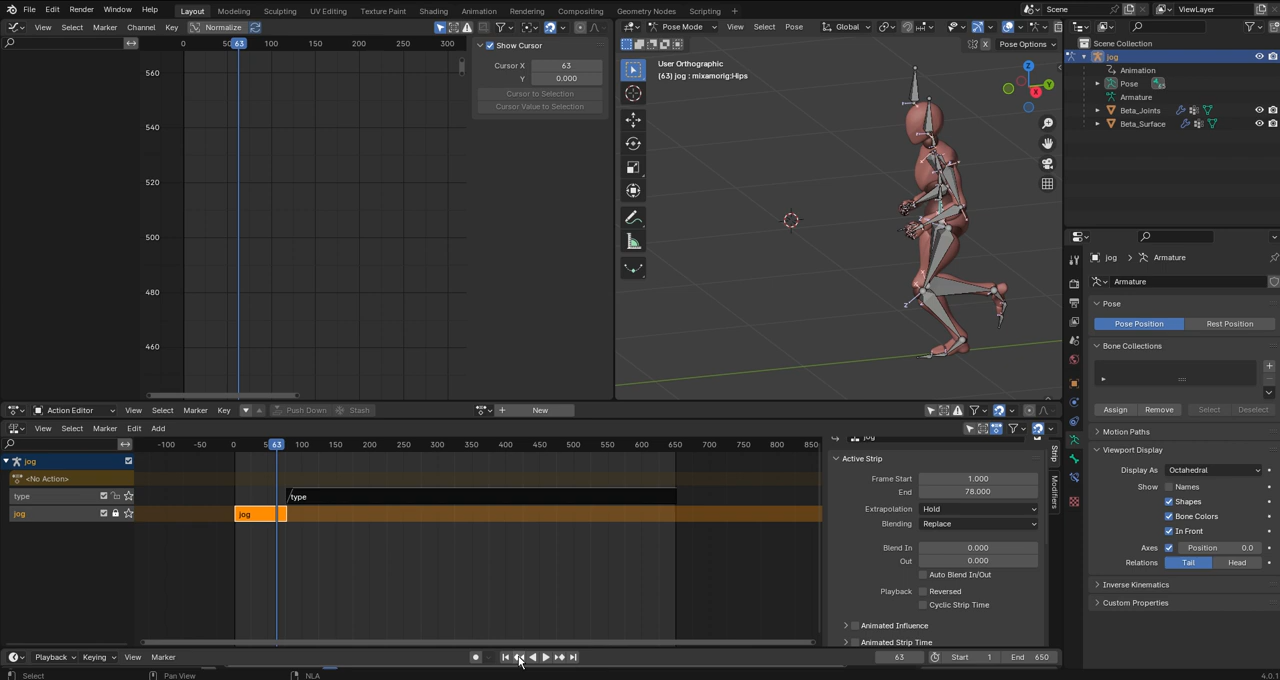 File Edit Render Window Help Layout Modeling Sculpting UV Editing Texture Paint Shading Animation Rendering Compositing Geometry Nodes Scripting + Scene ViewLayer
View Select Marker Channel Key Normalize
63
0 50 100 150 200 250 300
560
540
520
500
480
460
Show Cursor
Cursor X 63
Y 0.000
Cursor to Selection
Cursor Value to Selection
Pose Mode View Select Add Pose Global
X Pose Options
User Orthographic
(63) jog : mixamorig:Hips
Z
Y
X
Scene Collection
jog
Animation
Pose
Armature
Beta_Joints
Beta_Surface
jog > Armature
Armature
Pose
Pose Position Rest Position
Bone Collections
Assign Remove Select Deselect
Motion Paths
Viewport Display
Display As Octahedral
Show Names
Shapes
Bone Colors
In Front
Axes Position 0.0
Relations Tail Head
Inverse Kinematics
Custom Properties
Action Editor View Select Marker Key Push Down Stash + New
View Select Marker Edit Add
-100 -50 0 63 100 150 200 250 300 350 400 450 500 550 600 650 700 750 800 850
jog
<No Action>
type type
jog jog
jog
Active Strip
Frame Start 1.000
End 78.000
Extrapolation Hold
Blending Replace
Blend In 0.000
Out 0.000
Auto Blend In/Out
Playback Reversed
Cyclic Strip Time
Animated Influence
Animated Strip Time
Strip
Modifiers
Playback Keying View Marker 63 Start 1 End 650
Select Pan View NLA 4.0.1